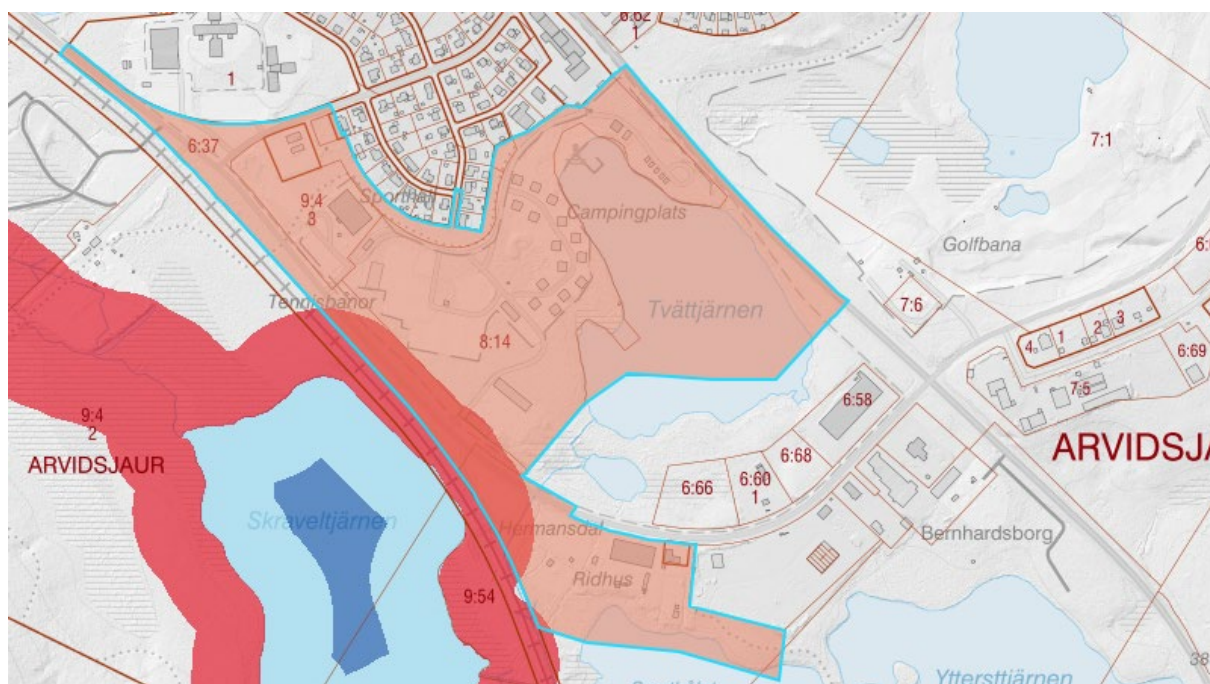 6:62
1
1
6:37
7:1
9:4
3
Sporthall
Campingplats
Golfbana
Tennisbanor
Tvättjärnen
7:6
8:14
4
1
2
3
6:69
7:5
6:58
9:4
2
ARVIDSJAUR
ARVIDSJA
6:68
6:60
1
6:66
Skraveltjärnen
Hermansdal
Bernhardsborg
Ridhus
9:54
Yttersttjärnen